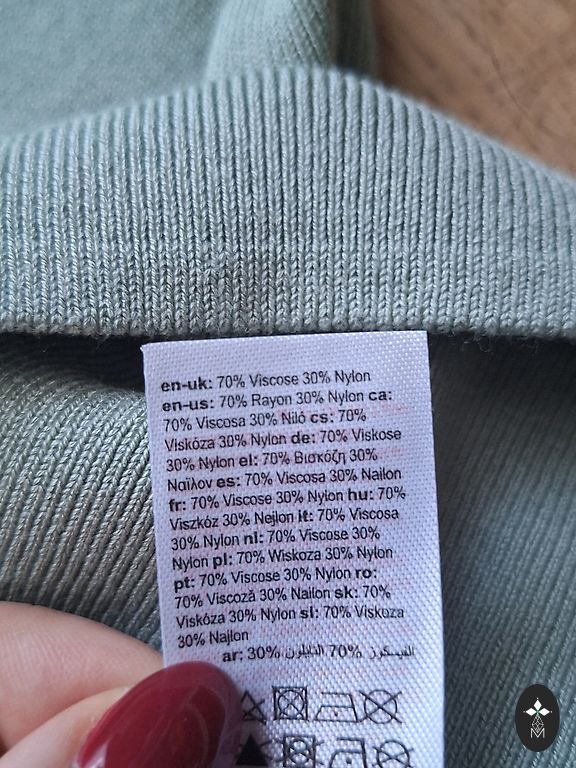 en-uk: 70% Viscose 30% Nylon
en-us: 70% Rayon 30% Nylon ca:
70% Viscosa 30% Niló cs: 70%
Viskóza 30% Nylon de: 70% Viskose
30% Nylon el: 70% Βισκόζη 30%
Ναϊλον es: 70% Viscosa 30% Nailon
fr: 70% Viscose 30% Nylon hu: 70%
Viszkóz 30% Nejlon it: 70% Viscosa
30% Nylon nl: 70% Viscose 30%
Nylon pl: 70% Wiskoza 30% Nylon
pt: 70% Viscose 30% Nylon ro:
70% Viscoză 30% Nailon sk: 70%
Viskóza 30% Nylon sl: 70% Viskoza
30% Najlon
ar: 30% النايلون 70% الفيسكوز
M